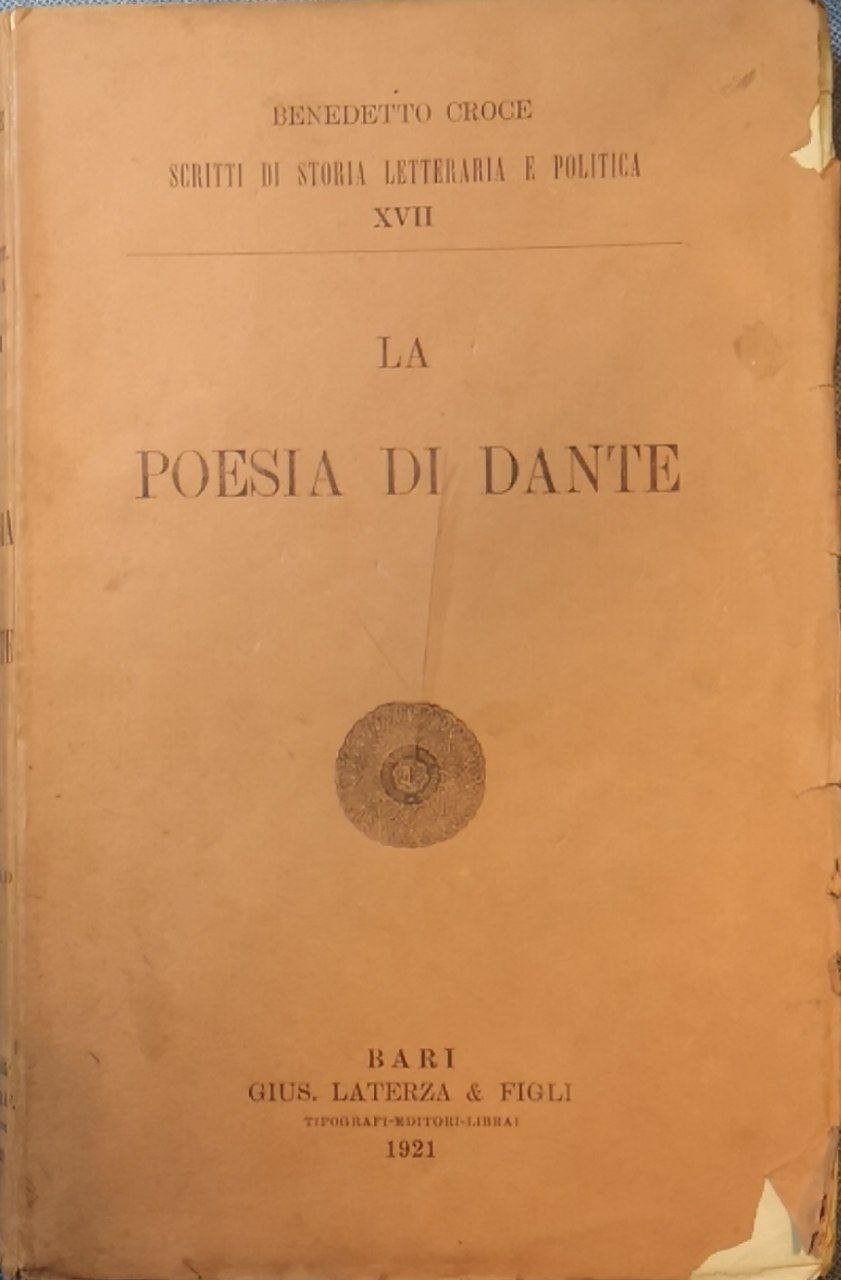 BENEDETTO CROCE
SCRITTI DI STORIA LETTERARIA E POLITICA
XVII
LA
POESIA DI DANTE
BARI
GIUS. LATERZA & FIGLI
TIPOGRAFI-EDITORI-LIBRAI
1921